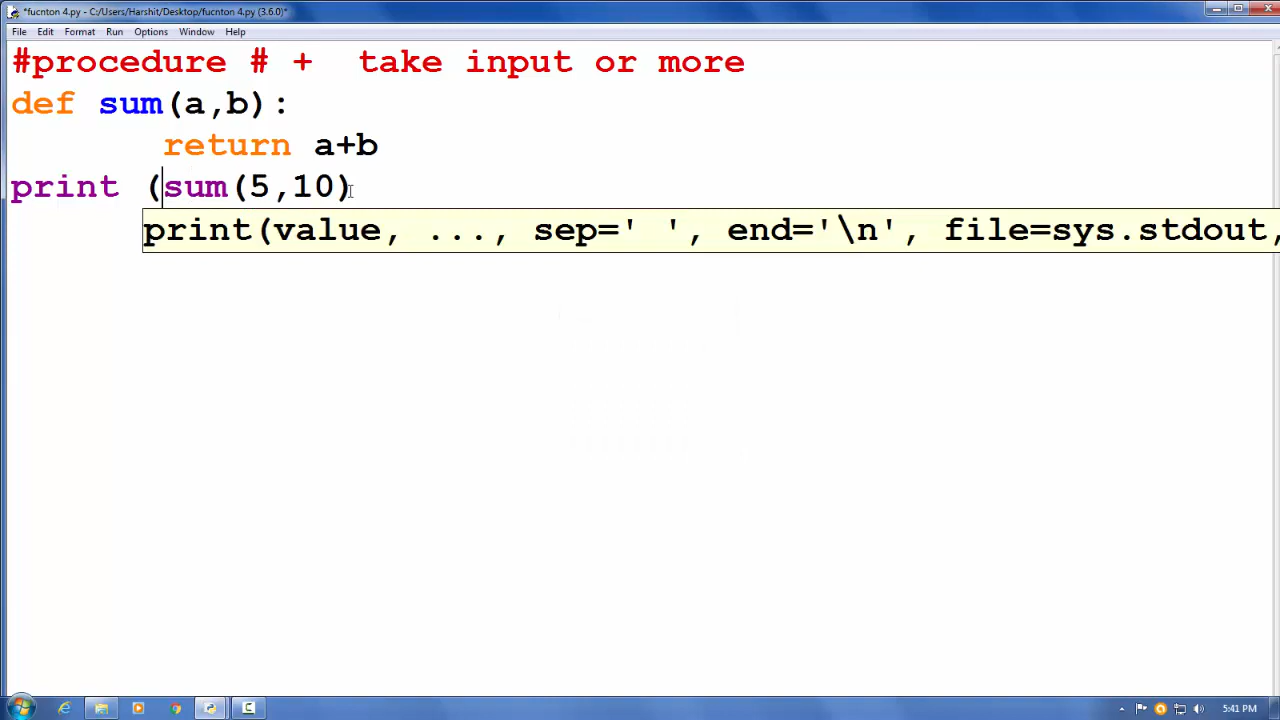 *fucnton 4.py - C:/Users/Harshit/Desktop/fucnton 4.py (3.6.0)*
File Edit Format Run Options Window Help
#procedure # +  take input or more
def sum(a,b):
       return a+b
print (sum(5,10)
print(value, ..., sep=' ', end='\n', file=sys.stdout,
5:41 PM